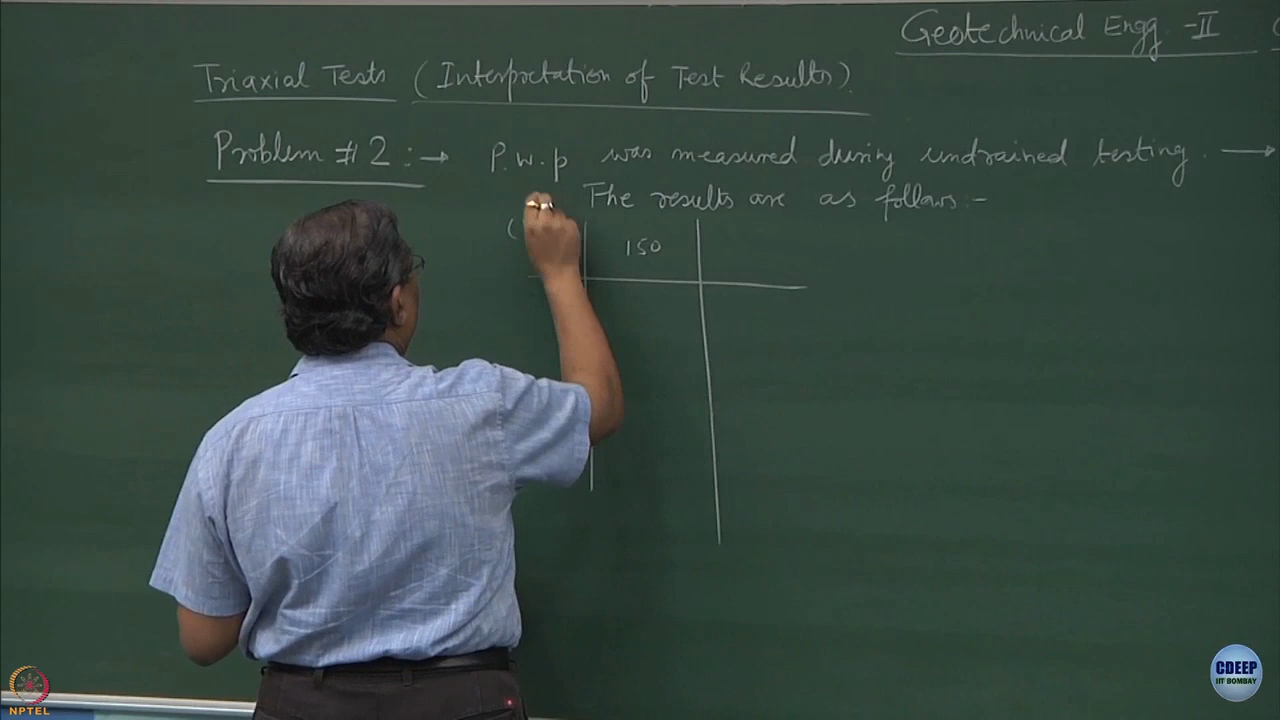 Geotechnical Engg -II
Triaxial Tests (Interpretation of Test Results).
Problem # 2 :→ P.w.p was measured during undrained testing. →
The results are as follows:-
( 150
NPTEL
CDEEP
IIT BOMBAY